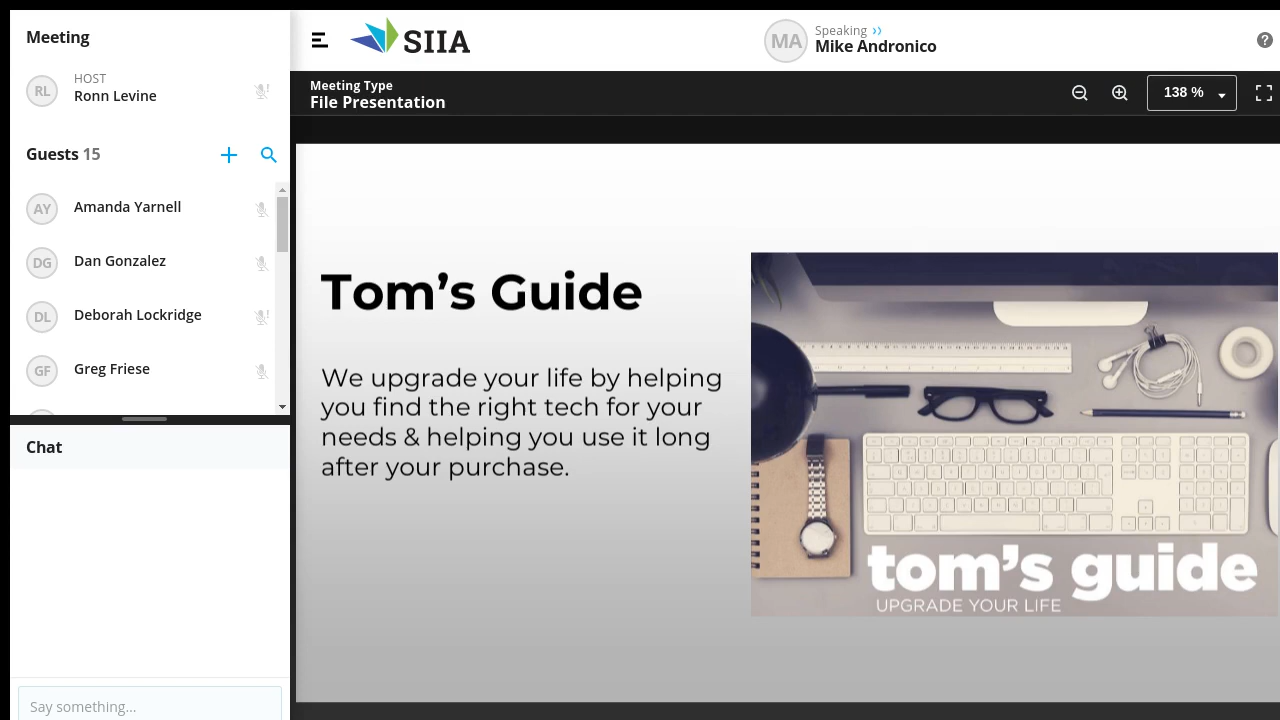 Meeting
RL
HOST
Ronn Levine
Guests 15
AY
Amanda Yarnell
DG
Dan Gonzalez
DL
Deborah Lockridge
GF
Greg Friese
Chat
Say something...
SIIA
MA
Speaking
Mike Andronico
?
Meeting Type
File Presentation
138 %
Tom’s Guide
We upgrade your life by helping
you find the right tech for your
needs & helping you use it long
after your purchase.
tom’s guide
UPGRADE YOUR LIFE